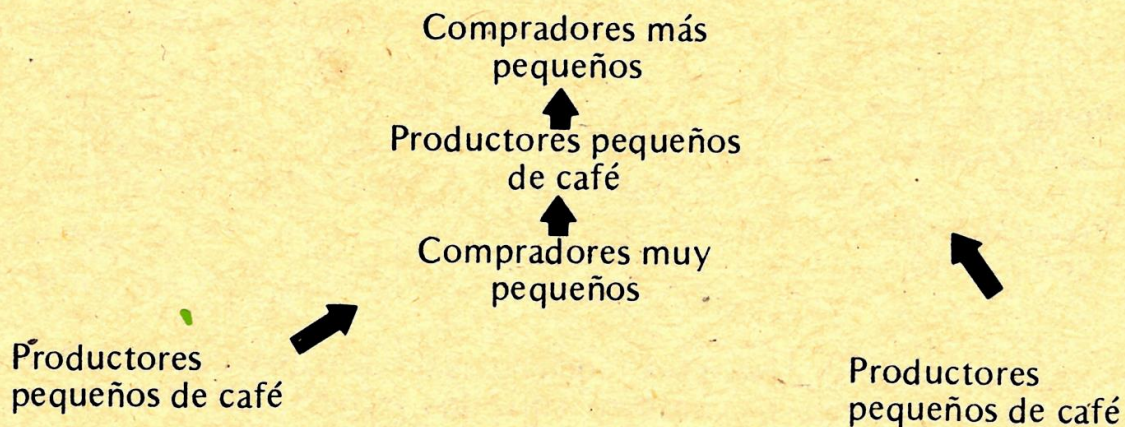 Compradores más
pequeños
Productores pequeños
de café
Compradores muy
pequeños
Productores
pequeños de café
Productores
pequeños de café